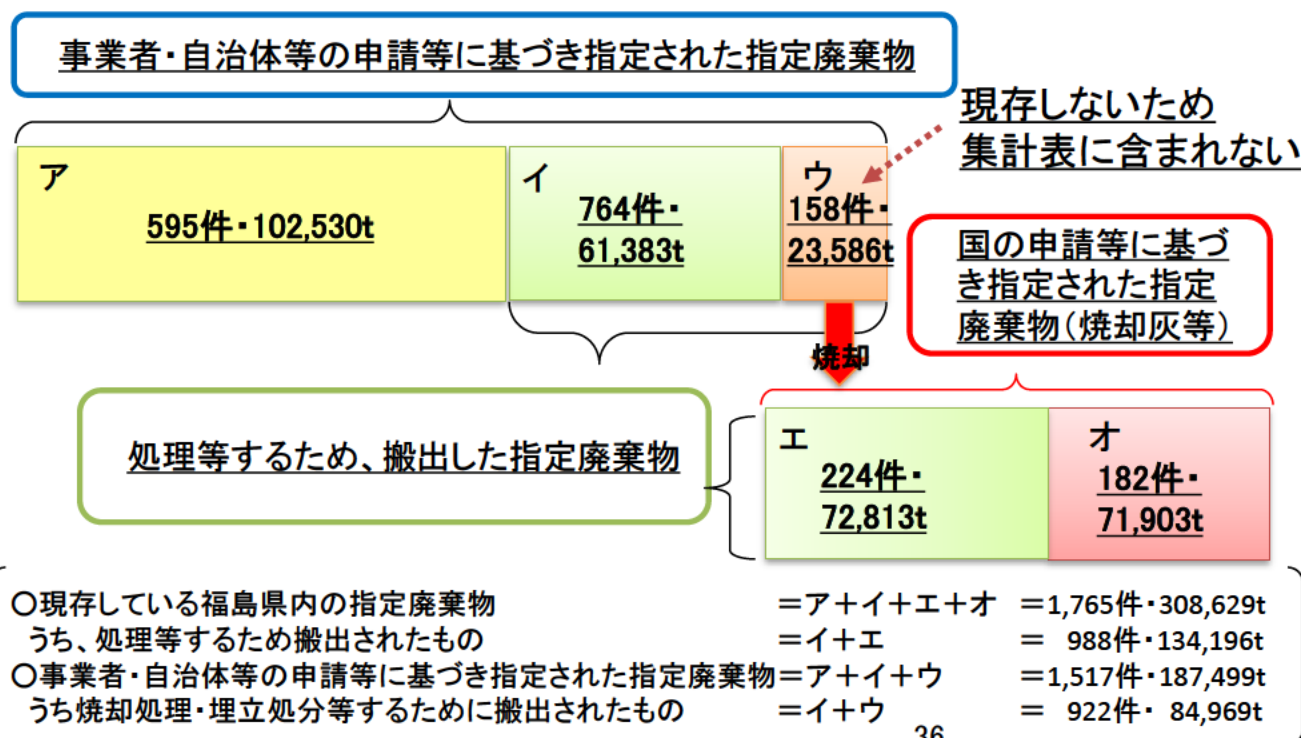 事業者・自治体等の申請等に基づき指定された指定廃棄物
現存しないため
集計表に含まれない
ア
595件・102,530t
イ
764件・
61,383t
ウ
158件・
23,586t
国の申請等に基づ
き指定された指定
廃棄物(焼却灰等)
焼却
処理等するため、搬出した指定廃棄物
エ
224件・
72,813t
オ
182件・
71,903t
〇現存している福島県内の指定廃棄物 =ア+イ+エ+オ =1,765件・308,629t
うち、処理等するため搬出されたもの =イ+エ = 988件・134,196t
〇事業者・自治体等の申請等に基づき指定された指定廃棄物=ア+イ+ウ =1,517件・187,499t
うち焼却処理・埋立処分等するために搬出されたもの =イ+ウ = 922件・ 84,969t
36